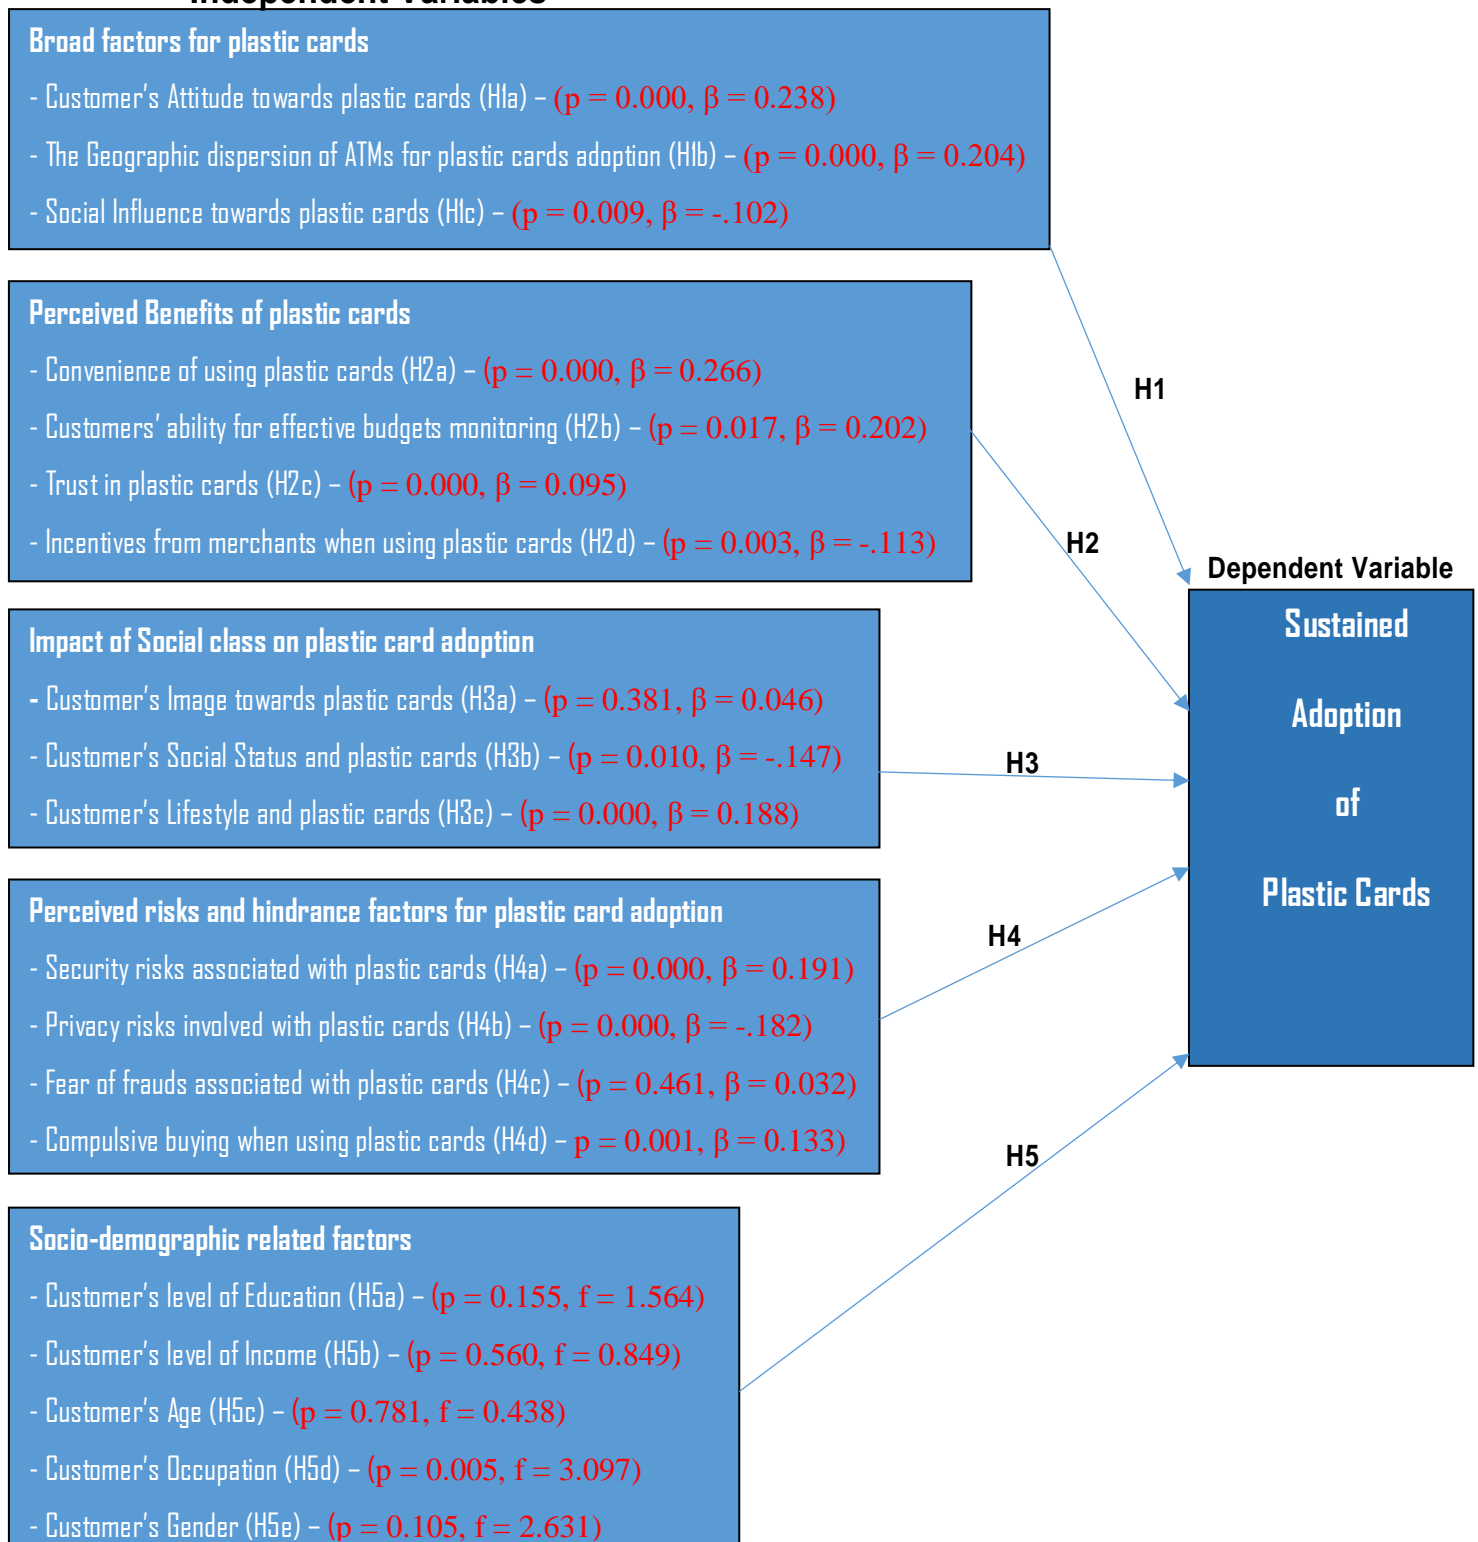 Independent Variables
Broad factors for plastic cards
- Customer's Attitude towards plastic cards (H1a) – (p = 0.000, β = 0.238)
- The Geographic dispersion of ATMs for plastic cards adoption (H1b) – (p = 0.000, β = 0.204)
- Social Influence towards plastic cards (H1c) – (p = 0.009, β = -.102)
Perceived Benefits of plastic cards
- Convenience of using plastic cards (H2a) – (p = 0.000, β = 0.266)
- Customers' ability for effective budgets monitoring (H2b) – (p = 0.017, β = 0.202)
- Trust in plastic cards (H2c) – (p = 0.000, β = 0.095)
- Incentives from merchants when using plastic cards (H2d) – (p = 0.003, β = -.113)
Impact of Social class on plastic card adoption
- Customer's Image towards plastic cards (H3a) – (p = 0.381, β = 0.046)
- Customer's Social Status and plastic cards (H3b) – (p = 0.010, β = -.147)
- Customer's Lifestyle and plastic cards (H3c) – (p = 0.000, β = 0.188)
Perceived risks and hindrance factors for plastic card adoption
- Security risks associated with plastic cards (H4a) – (p = 0.000, β = 0.191)
- Privacy risks involved with plastic cards (H4b) – (p = 0.000, β = -.182)
- Fear of frauds associated with plastic cards (H4c) – (p = 0.461, β = 0.032)
- Compulsive buying when using plastic cards (H4d) – p = 0.001, β = 0.133)
Socio-demographic related factors
- Customer's level of Education (H5a) – (p = 0.155, f = 1.564)
- Customer's level of Income (H5b) – (p = 0.560, f = 0.849)
- Customer's Age (H5c) – (p = 0.781, f = 0.438)
- Customer's Occupation (H5d) – (p = 0.005, f = 3.097)
- Customer's Gender (H5e) – (p = 0.105, f = 2.631)
H1
H2
H3
H4
H5
Dependent Variable
Sustained
Adoption
of
Plastic Cards